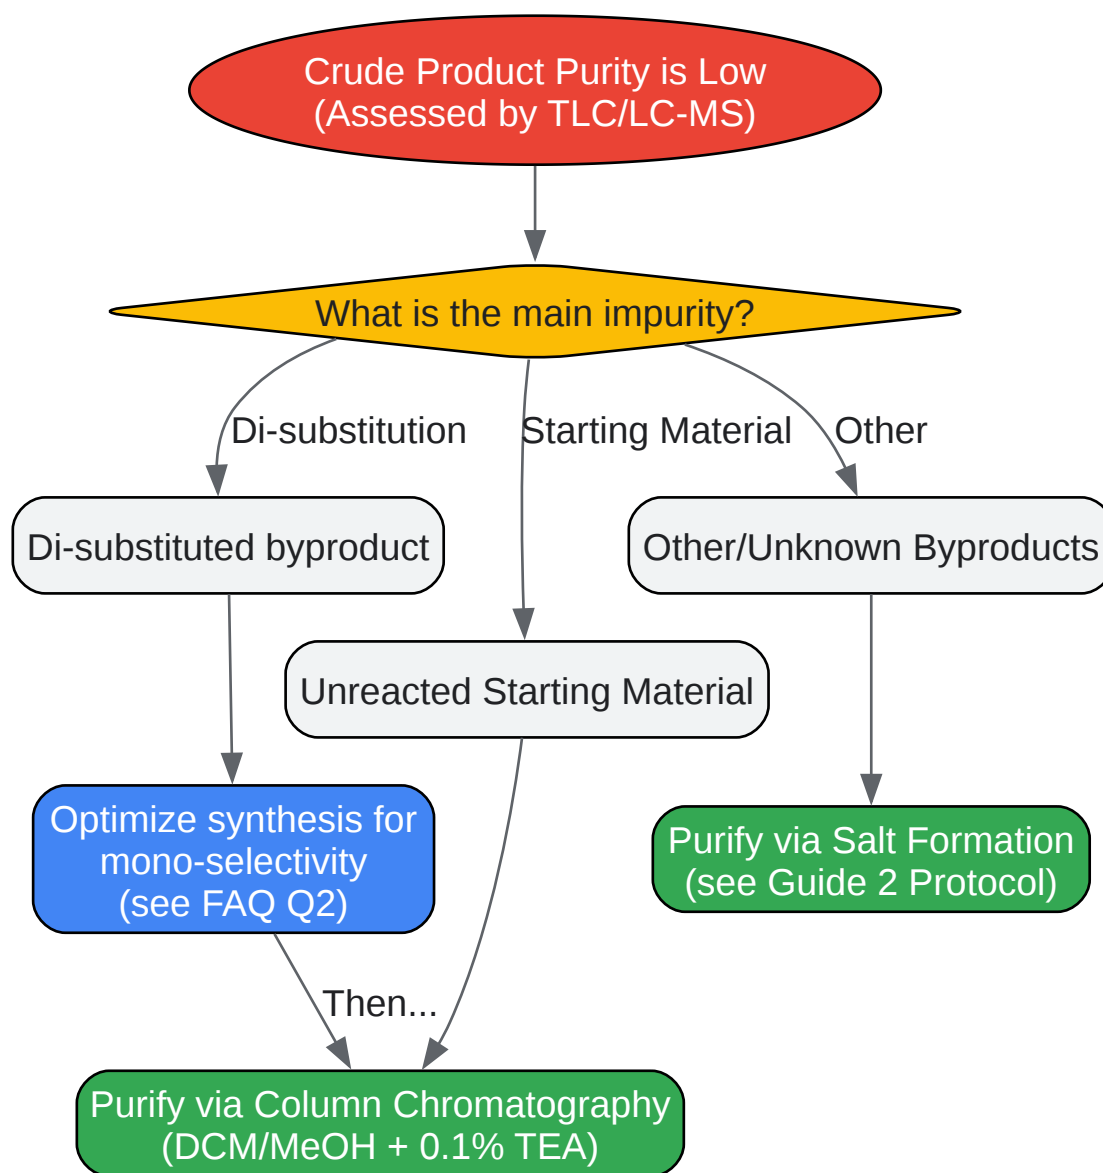 Crude Product Purity is Low
(Assessed by TLC/LC-MS)
What is the main impurity?
Di-substitution
Starting Material
Other
Di-substituted byproduct
Other/Unknown Byproducts
Unreacted Starting Material
Optimize synthesis for
mono-selectivity
(see FAQ Q2)
Purify via Salt Formation
(see Guide 2 Protocol)
Then...
Purify via Column Chromatography
(DCM/MeOH + 0.1% TEA)